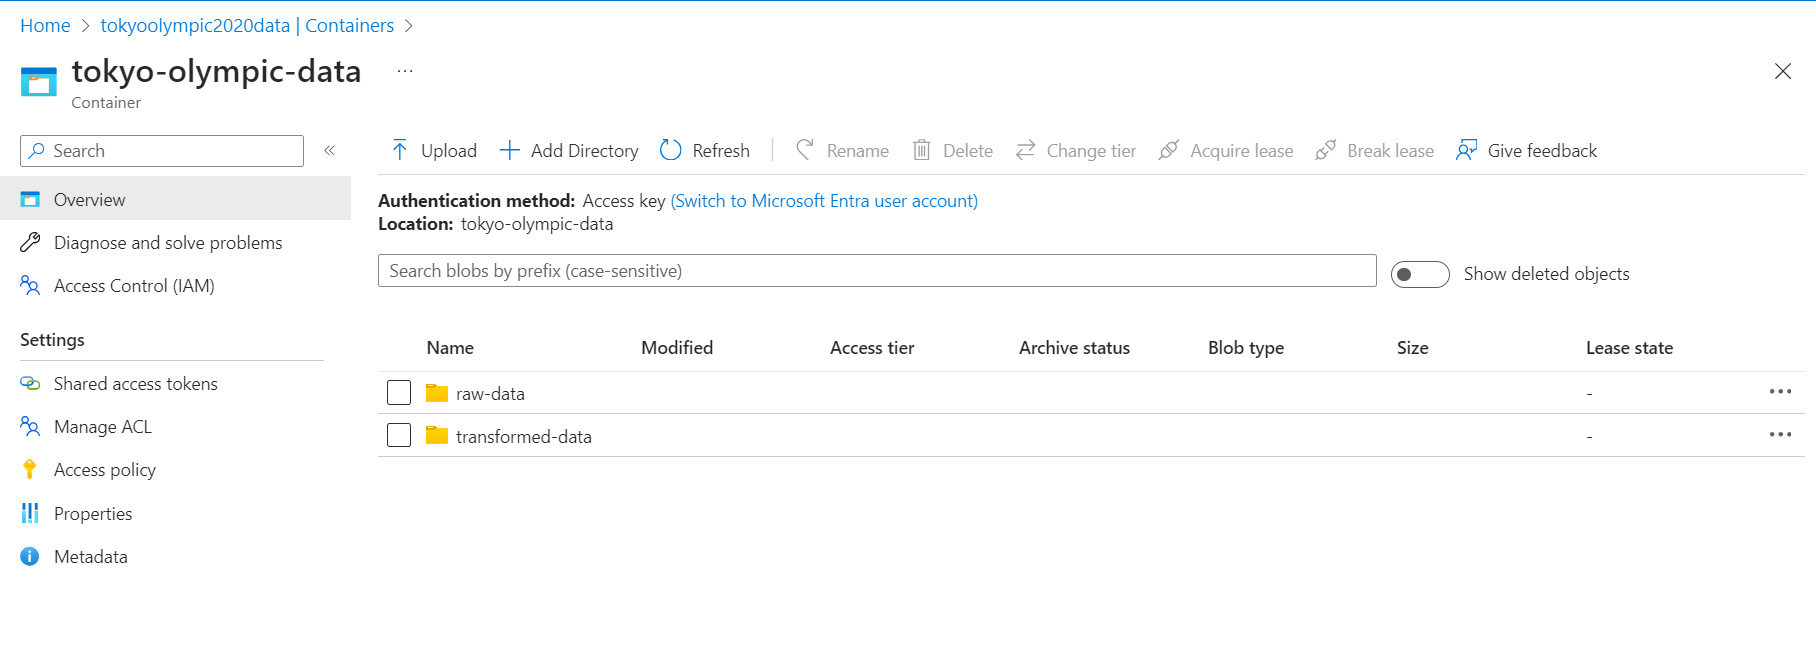 Home > tokyoolympic2020data | Containers >
tokyo-olympic-data ...
Container
Search «
Upload Add Directory Refresh Rename Delete Change tier Acquire lease Break lease Give feedback
Overview
Diagnose and solve problems
Access Control (IAM)
Settings
Shared access tokens
Manage ACL
Access policy
Properties
Metadata
Authentication method: Access key (Switch to Microsoft Entra user account)
Location: tokyo-olympic-data
Search blobs by prefix (case-sensitive) Show deleted objects
Name Modified Access tier Archive status Blob type Size Lease state
raw-data - ...
transformed-data - ...